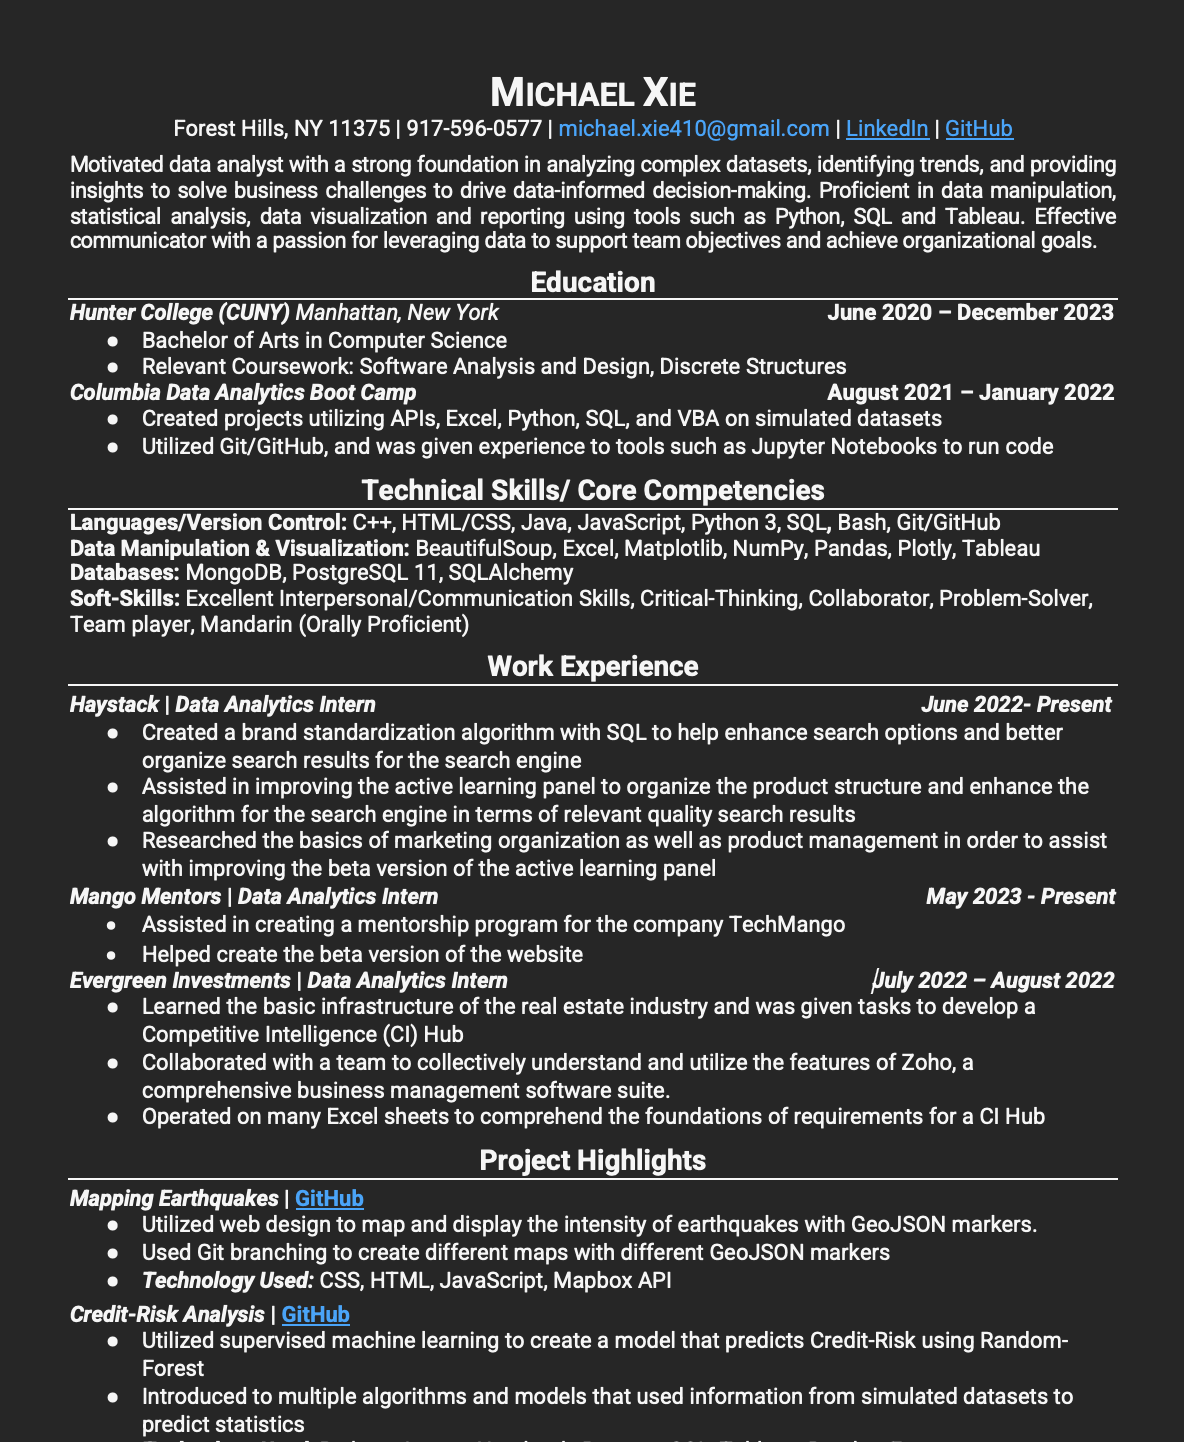 MICHAEL XIE
Forest Hills, NY 11375 | 917-596-0577 | michael.xie410@gmail.com | LinkedIn | GitHub
Motivated data analyst with a strong foundation in analyzing complex datasets, identifying trends, and providing
insights to solve business challenges to drive data-informed decision-making. Proficient in data manipulation,
statistical analysis, data visualization and reporting using tools such as Python, SQL and Tableau. Effective
communicator with a passion for leveraging data to support team objectives and achieve organizational goals.
Education
Hunter College (CUNY) Manhattan, New York June 2020 – December 2023
● Bachelor of Arts in Computer Science
● Relevant Coursework: Software Analysis and Design, Discrete Structures
Columbia Data Analytics Boot Camp August 2021 – January 2022
● Created projects utilizing APIs, Excel, Python, SQL, and VBA on simulated datasets
● Utilized Git/GitHub, and was given experience to tools such as Jupyter Notebooks to run code
Technical Skills/ Core Competencies
Languages/Version Control: C++, HTML/CSS, Java, JavaScript, Python 3, SQL, Bash, Git/GitHub
Data Manipulation & Visualization: BeautifulSoup, Excel, Matplotlib, NumPy, Pandas, Plotly, Tableau
Databases: MongoDB, PostgreSQL 11, SQLAlchemy
Soft-Skills: Excellent Interpersonal/Communication Skills, Critical-Thinking, Collaborator, Problem-Solver,
Team player, Mandarin (Orally Proficient)
Work Experience
Haystack | Data Analytics Intern June 2022- Present
● Created a brand standardization algorithm with SQL to help enhance search options and better
organize search results for the search engine
● Assisted in improving the active learning panel to organize the product structure and enhance the
algorithm for the search engine in terms of relevant quality search results
● Researched the basics of marketing organization as well as product management in order to assist
with improving the beta version of the active learning panel
Mango Mentors | Data Analytics Intern May 2023 - Present
● Assisted in creating a mentorship program for the company TechMango
● Helped create the beta version of the website
Evergreen Investments | Data Analytics Intern July 2022 – August 2022
● Learned the basic infrastructure of the real estate industry and was given tasks to develop a
Competitive Intelligence (CI) Hub
● Collaborated with a team to collectively understand and utilize the features of Zoho, a
comprehensive business management software suite.
● Operated on many Excel sheets to comprehend the foundations of requirements for a CI Hub
Project Highlights
Mapping Earthquakes | GitHub
● Utilized web design to map and display the intensity of earthquakes with GeoJSON markers.
● Used Git branching to create different maps with different GeoJSON markers
● Technology Used: CSS, HTML, JavaScript, Mapbox API
Credit-Risk Analysis | GitHub
● Utilized supervised machine learning to create a model that predicts Credit-Risk using Random-
Forest
● Introduced to multiple algorithms and models that used information from simulated datasets to
predict statistics